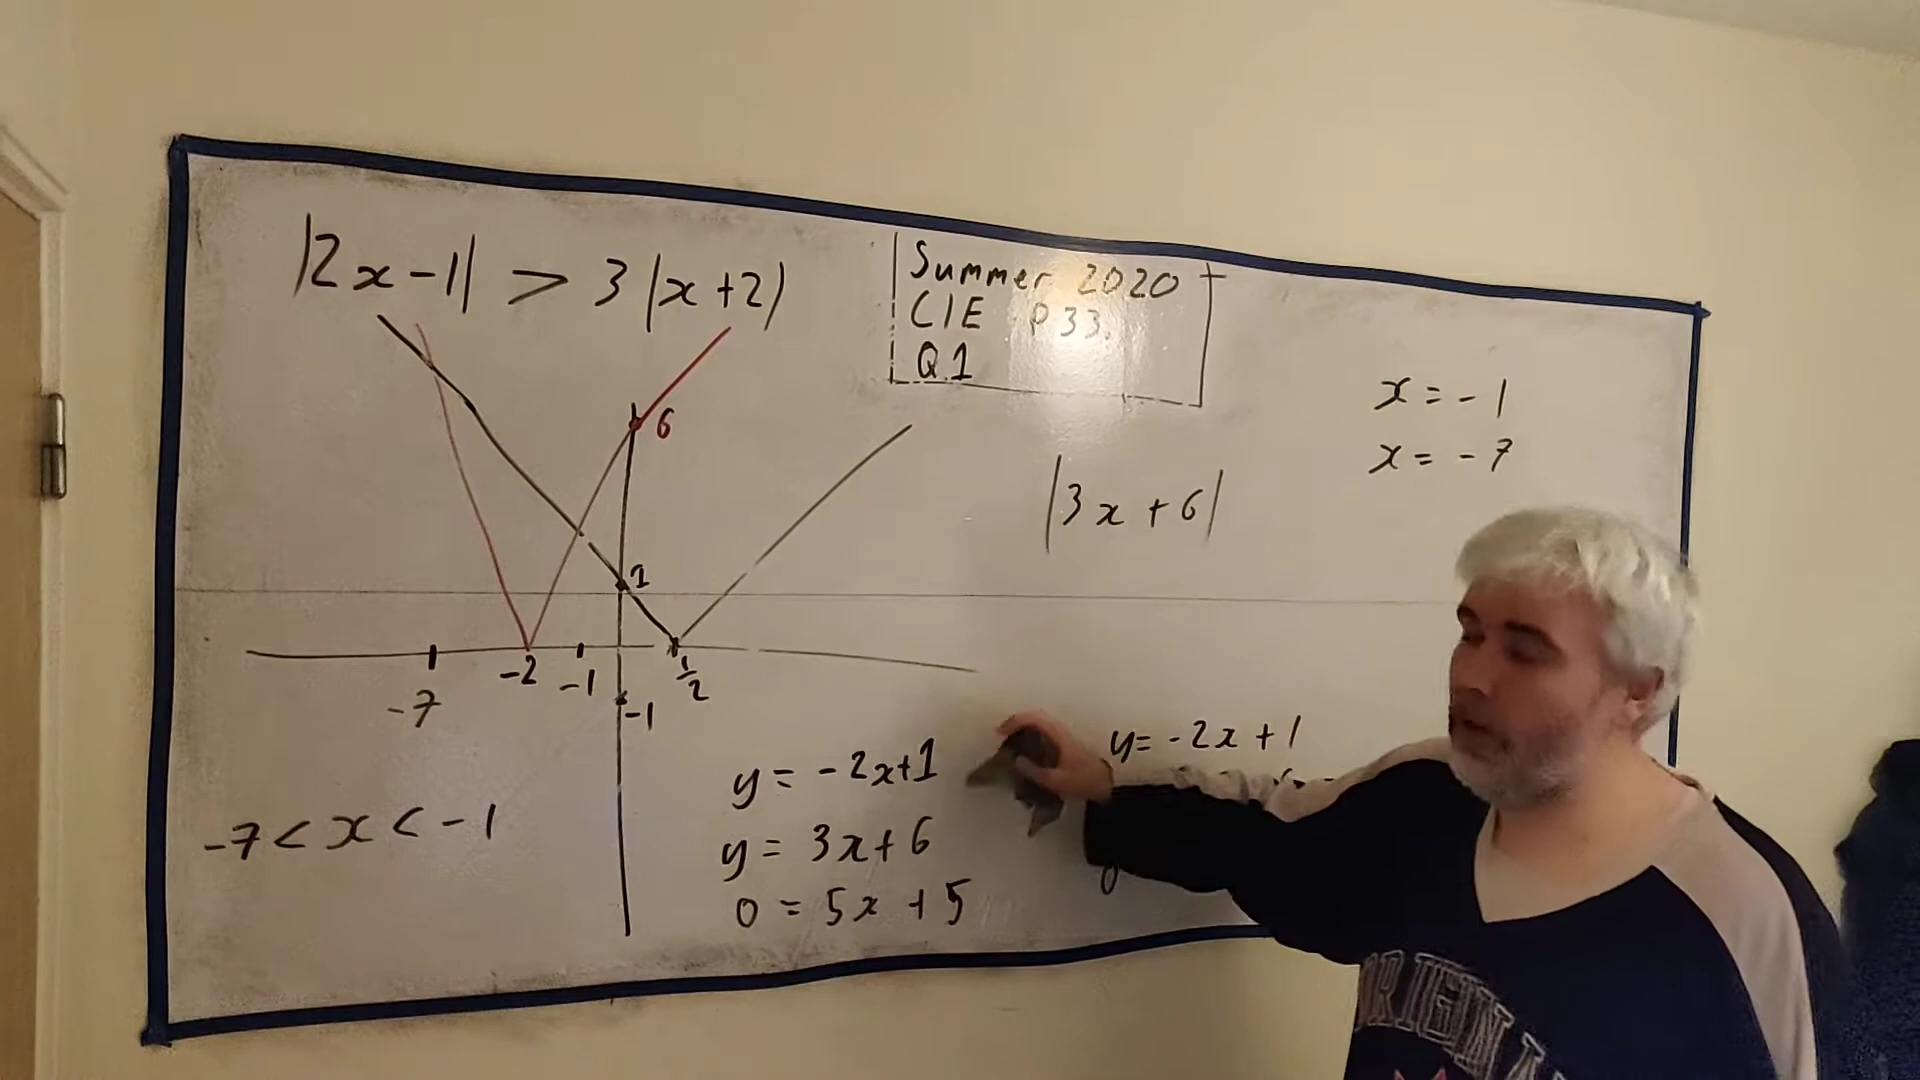 |2x-1| > 3|x+2|
Summer 2020
CIE P33.
Q1
x = -1
x = -7
|3x+6|
6
1
-7
-2
-1
1/2
-1
y = -2x+1
y = 3x+6
0 = 5x+5
y = -2x+1
-7 < x < -1